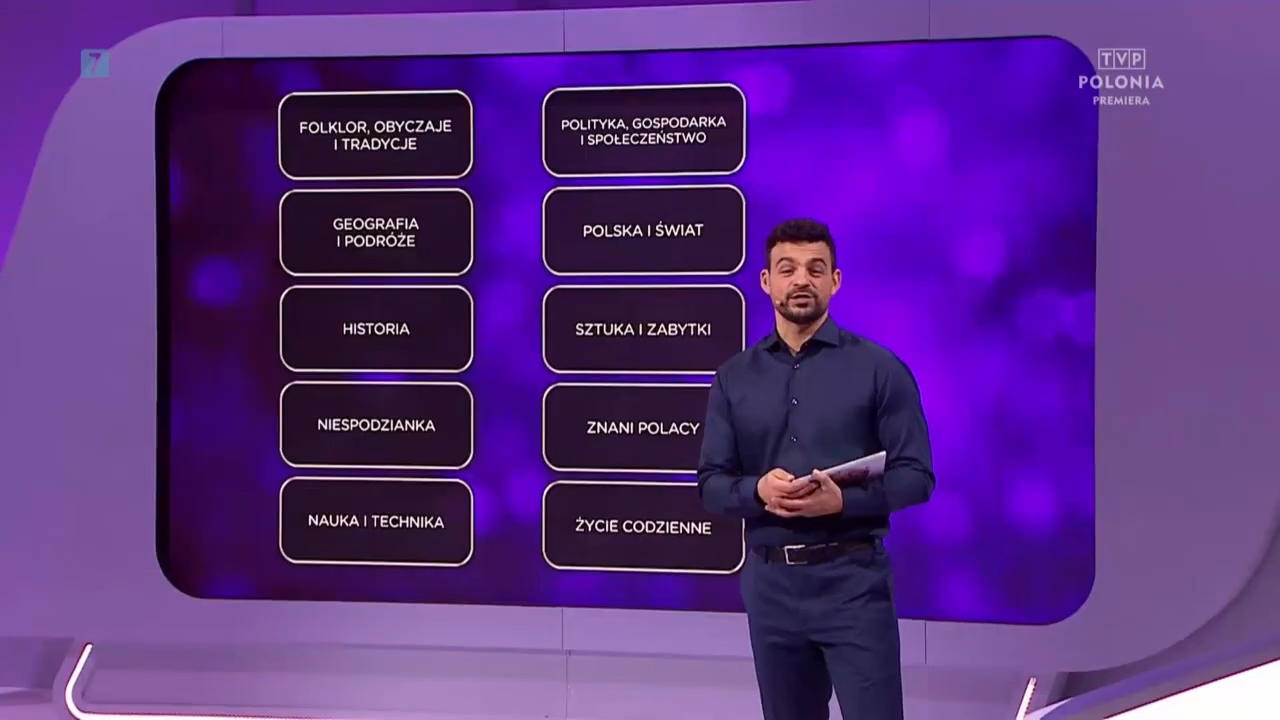 7
TVP
POLONIA
PREMIERA
FOLKLOR, OBYCZAJE
I TRADYCJE
GEOGRAFIA
I PODRÓŻE
HISTORIA
NIESPODZIANKA
NAUKA I TECHNIKA
POLITYKA, GOSPODARKA
I SPOŁECZEŃSTWO
POLSKA I ŚWIAT
SZTUKA I ZABYTKI
ZNANI POLACY
ŻYCIE CODZIENNE